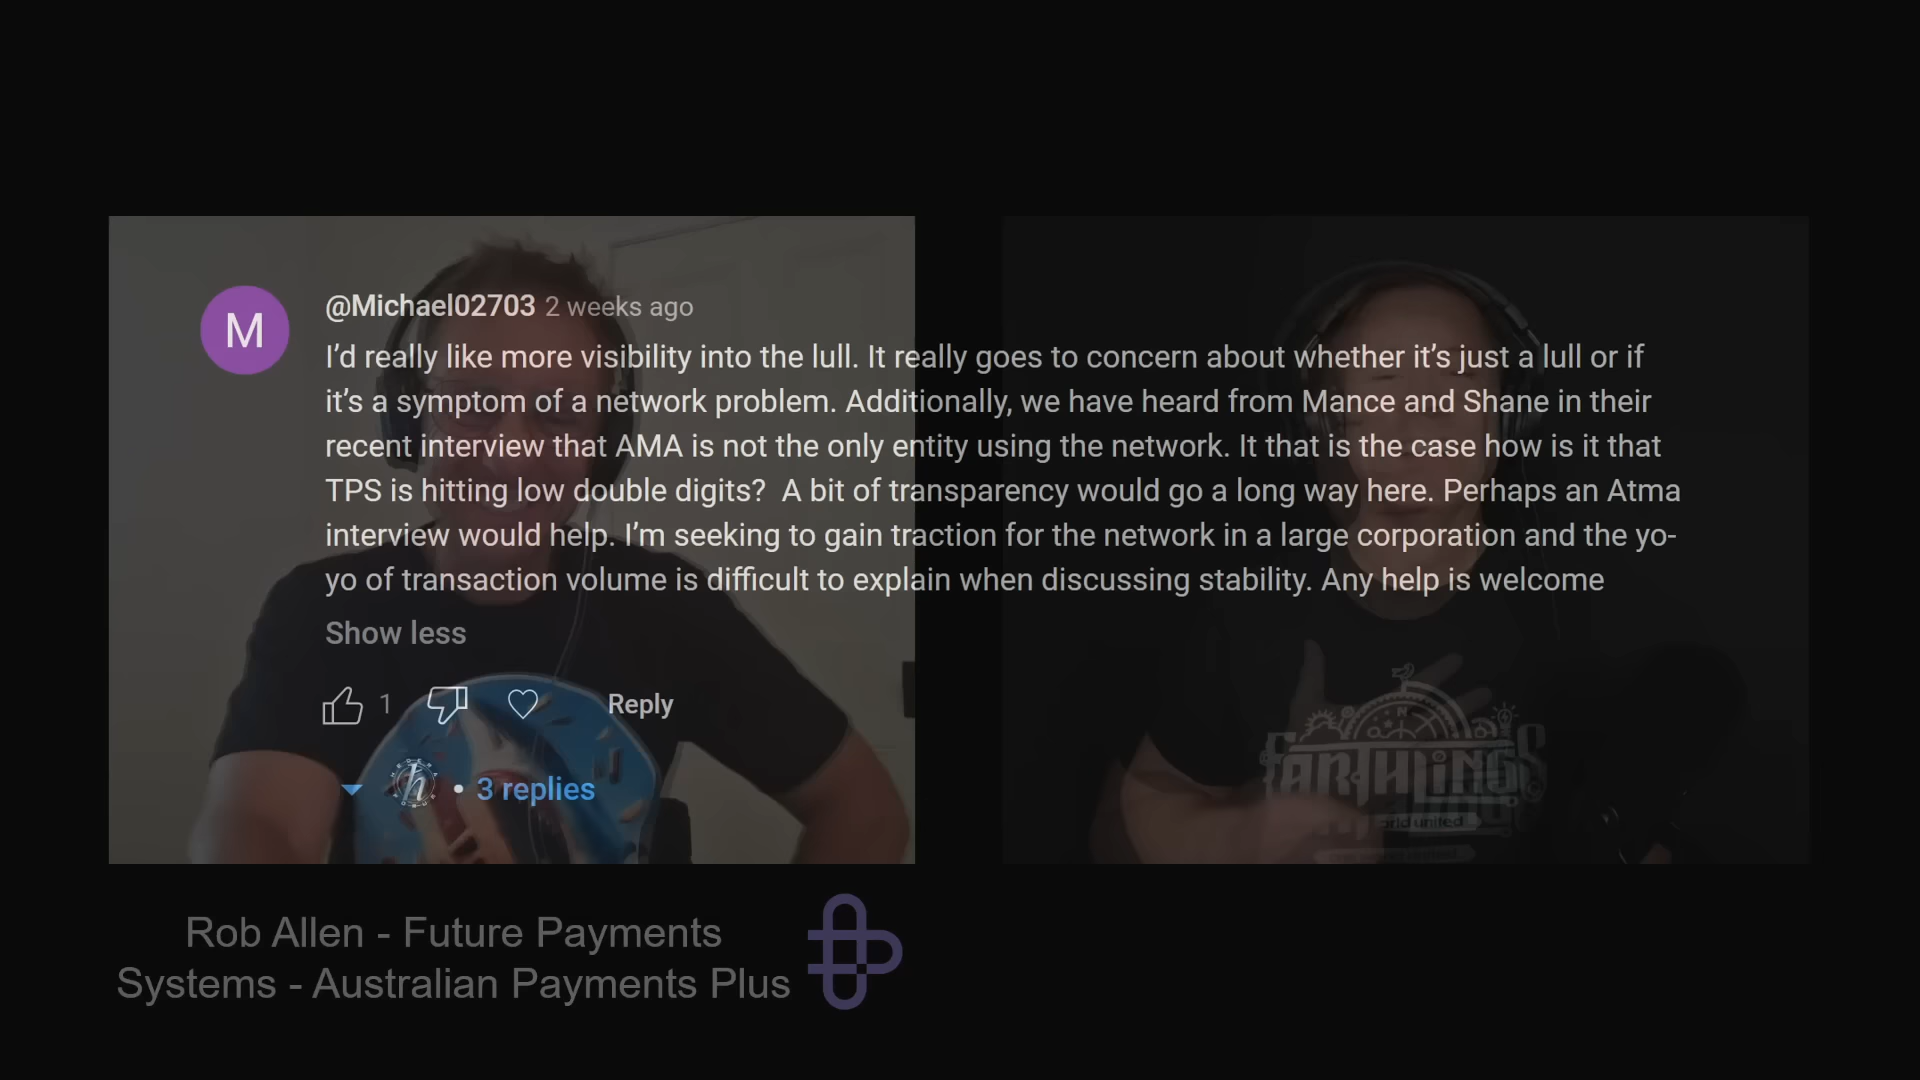 M
@Michael02703 2 weeks ago
I'd really like more visibility into the lull. It really goes to concern about whether it's just a lull or if
it's a symptom of a network problem. Additionally, we have heard from Mance and Shane in their
recent interview that AMA is not the only entity using the network. It that is the case how is it that
TPS is hitting low double digits?  A bit of transparency would go a long way here. Perhaps an Atma
interview would help. I'm seeking to gain traction for the network in a large corporation and the yo-
yo of transaction volume is difficult to explain when discussing stability. Any help is welcome
Show less
1 Reply
• 3 replies
EARTHLINGS
world united
Rob Allen - Future Payments
Systems - Australian Payments Plus